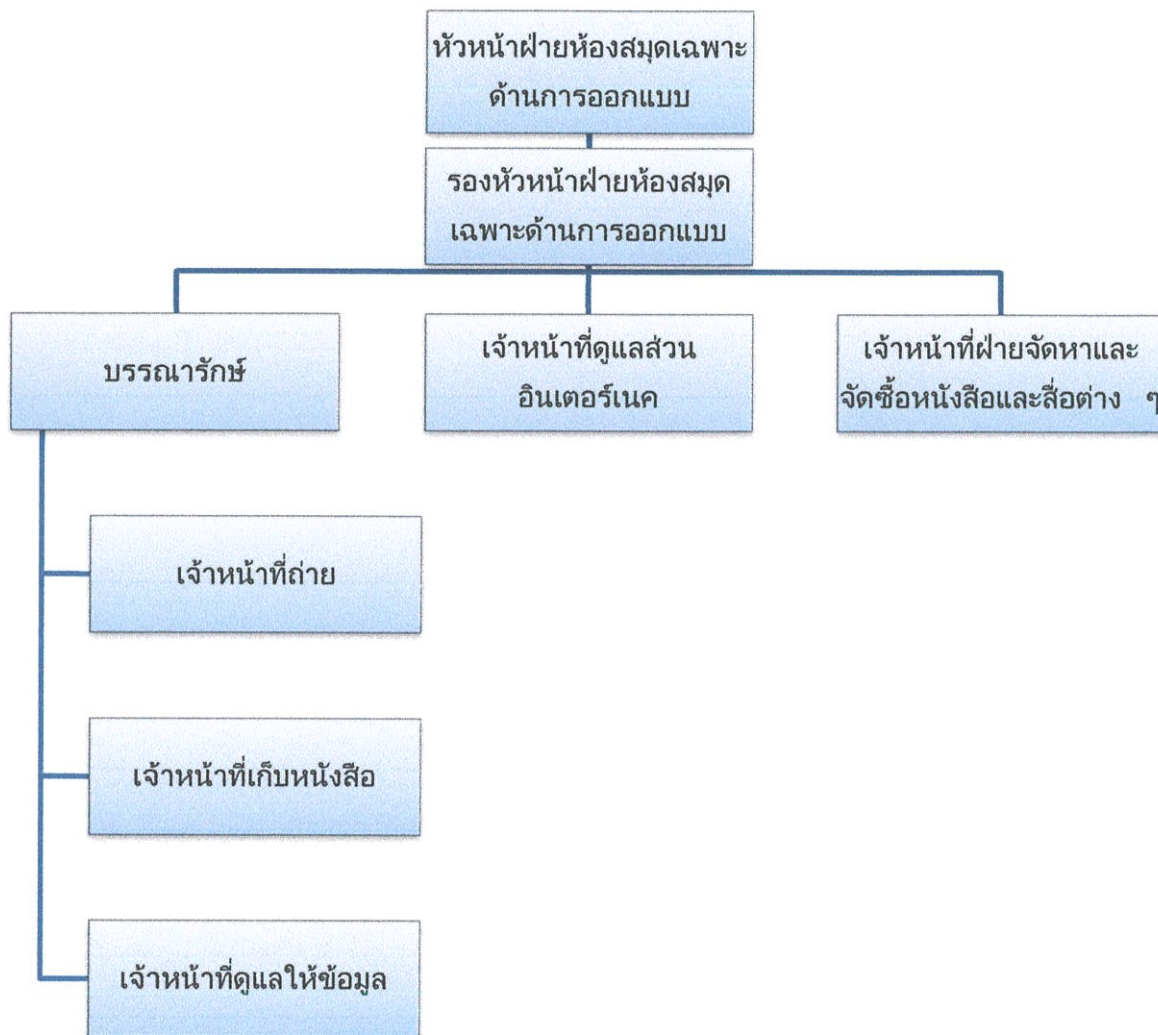 หัวหน้าฝ่ายห้องสมุดเฉพาะ
ด้านการออกแบบ
รองหัวหน้าฝ่ายห้องสมุด
เฉพาะด้านการออกแบบ
บรรณารักษ์
เจ้าหน้าที่ดูแลส่วน
อินเตอร์เนค
เจ้าหน้าที่ฝ่ายจัดหาและ
จัดซื้อหนังสือและสื่อต่าง ๆ
เจ้าหน้าที่ถ่าย
เจ้าหน้าที่เก็บหนังสือ
เจ้าหน้าที่ดูแลให้ข้อมูล